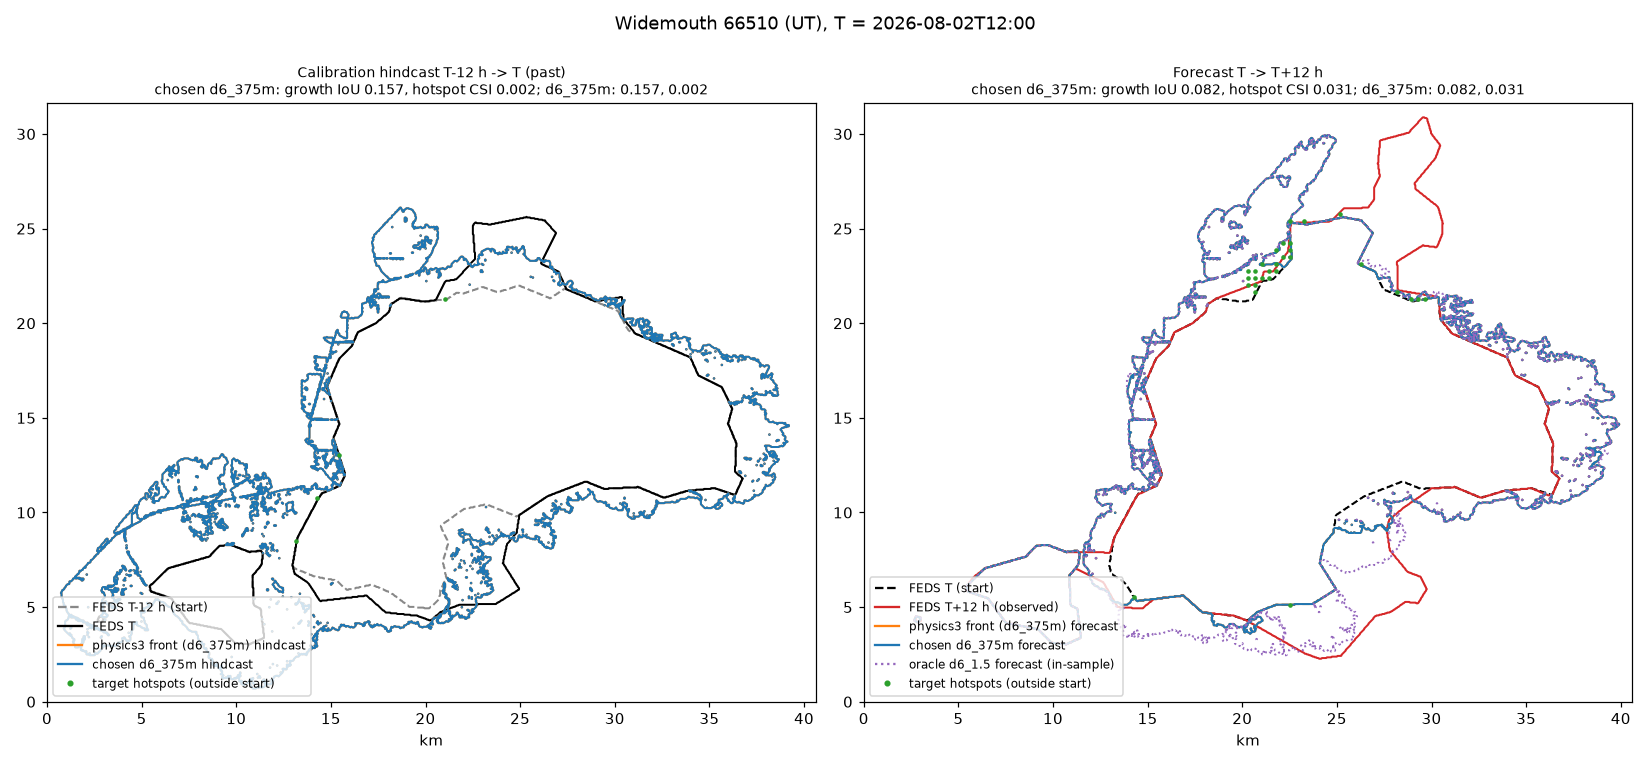 Widemouth 66510 (UT), T = 2026-08-02T12:00
Calibration hindcast T-12 h -> T (past)
chosen d6_375m: growth IoU 0.157, hotspot CSI 0.002; d6_375m: 0.157, 0.002
30
25
20
15
10
5
0
FEDS T-12 h (start)
FEDS T
physics3 front (d6_375m) hindcast
chosen d6_375m hindcast
target hotspots (outside start)
0 5 10 15 20 25 30 35 40
km
Forecast T -> T+12 h
chosen d6_375m: growth IoU 0.082, hotspot CSI 0.031; d6_375m: 0.082, 0.031
30
25
20
15
10
5
0
FEDS T (start)
FEDS T+12 h (observed)
physics3 front (d6_375m) forecast
chosen d6_375m forecast
oracle d6_1.5 forecast (in-sample)
target hotspots (outside start)
0 5 10 15 20 25 30 35 40
km